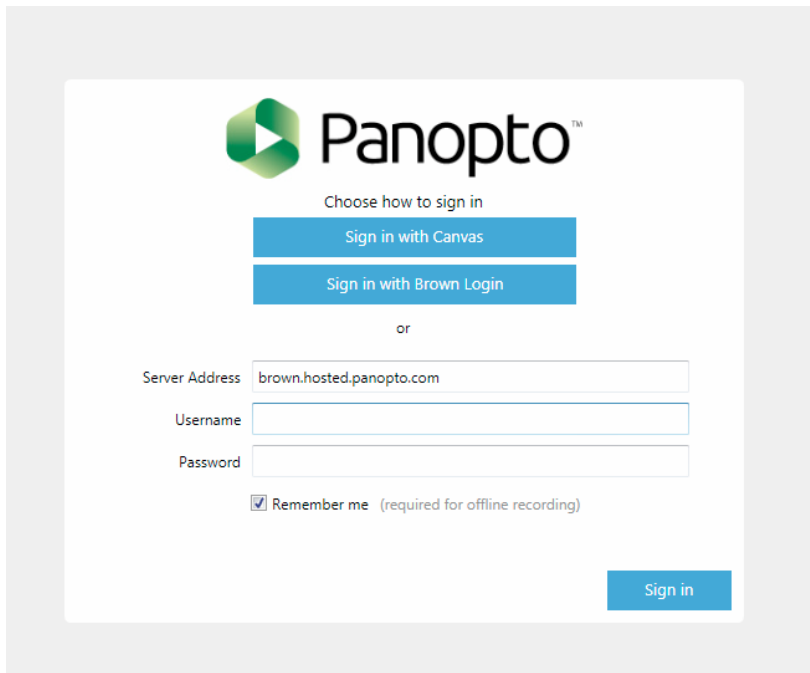 Panopto™
Choose how to sign in
Sign in with Canvas
Sign in with Brown Login
or
Server Address brown.hosted.panopto.com
Username
Password
Remember me (required for offline recording)
Sign in